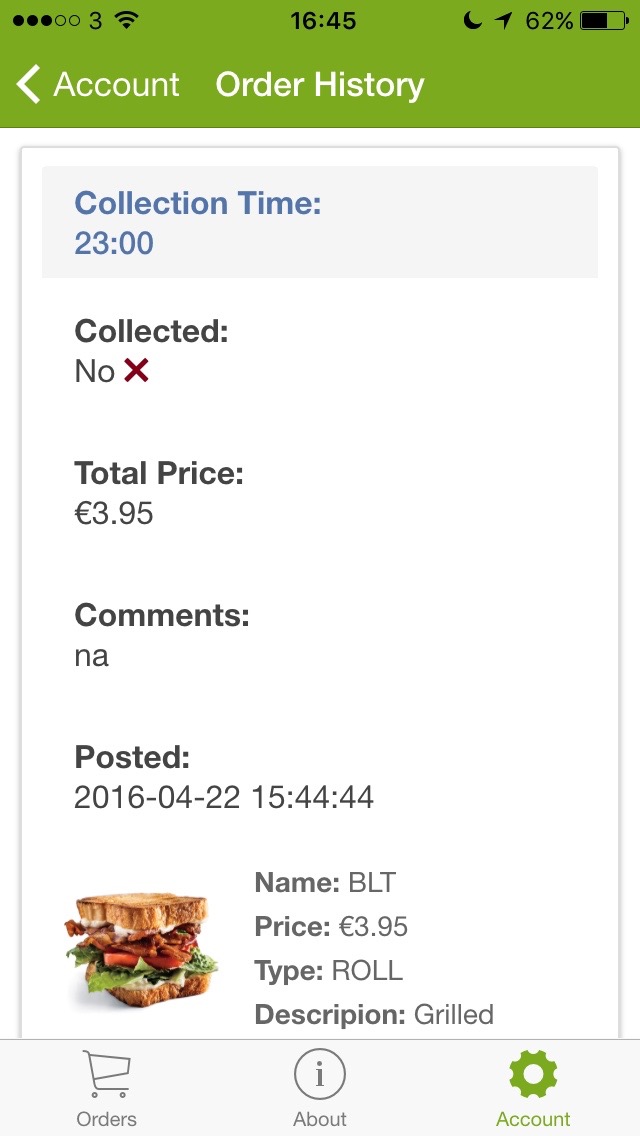 3 16:45 62%
Account Order History
Collection Time:
23:00
Collected:
No
Total Price:
€3.95
Comments:
na
Posted:
2016-04-22 15:44:44
Name: BLT
Price: €3.95
Type: ROLL
Descripion: Grilled
Orders About Account